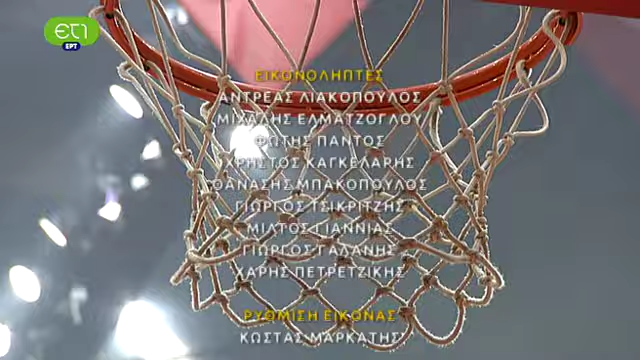 ετ1
ΕΡΤ
ΕΙΚΟΝΟΛΗΠΤΕΣ
ΑΝΤΡΕΑΣ ΛΙΑΚΟΠΟΥΛΟΣ
ΜΙΧΑΛΗΣ ΕΛΜΑΤΖΟΓΛΟΥ
ΦΩΤΗΣ ΠΑΝΤΟΣ
ΧΡΗΣΤΟΣ ΚΑΓΚΕΛΑΡΗΣ
ΘΑΝΑΣΗΣ ΜΠΑΚΟΠΟΥΛΟΣ
ΓΙΩΡΓΟΣ ΤΣΙΚΡΙΤΖΗΣ
ΜΙΛΤΟΣ ΓΙΑΝΝΙΑΣ
ΓΙΩΡΓΟΣ ΓΑΛΑΝΗΣ
ΧΑΡΗΣ ΠΕΤΡΕΤΖΙΚΗΣ
ΡΥΘΜΙΣΗ ΕΙΚΟΝΑΣ
ΚΩΣΤΑΣ ΜΑΡΚΑΤΗΣ